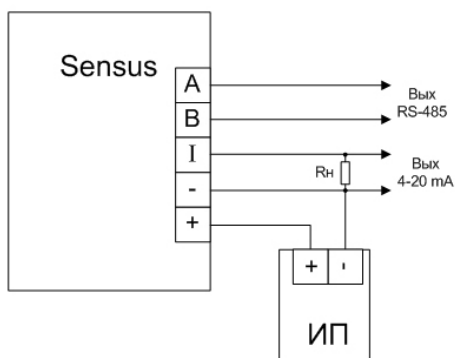 Sensus
A
B
I
-
+
Вых
RS-485
Rн
Вых
4-20 mA
+
-
ИП